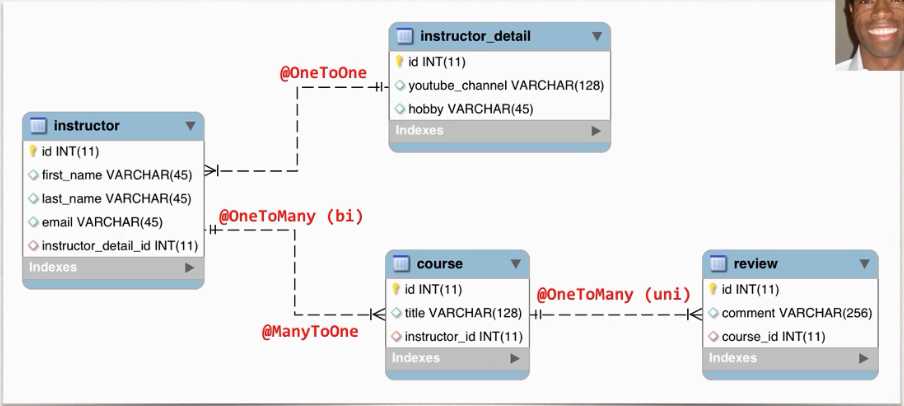 instructor_detail
id INT(11)
youtube_channel VARCHAR(128)
hobby VARCHAR(45)
Indexes
@OneToOne
instructor
id INT(11)
first_name VARCHAR(45)
last_name VARCHAR(45)
email VARCHAR(45)
instructor_detail_id INT(11)
Indexes
@OneToMany (bi)
@ManyToOne
course
id INT(11)
title VARCHAR(128)
instructor_id INT(11)
Indexes
@OneToMany (uni)
review
id INT(11)
comment VARCHAR(256)
course_id INT(11)
Indexes